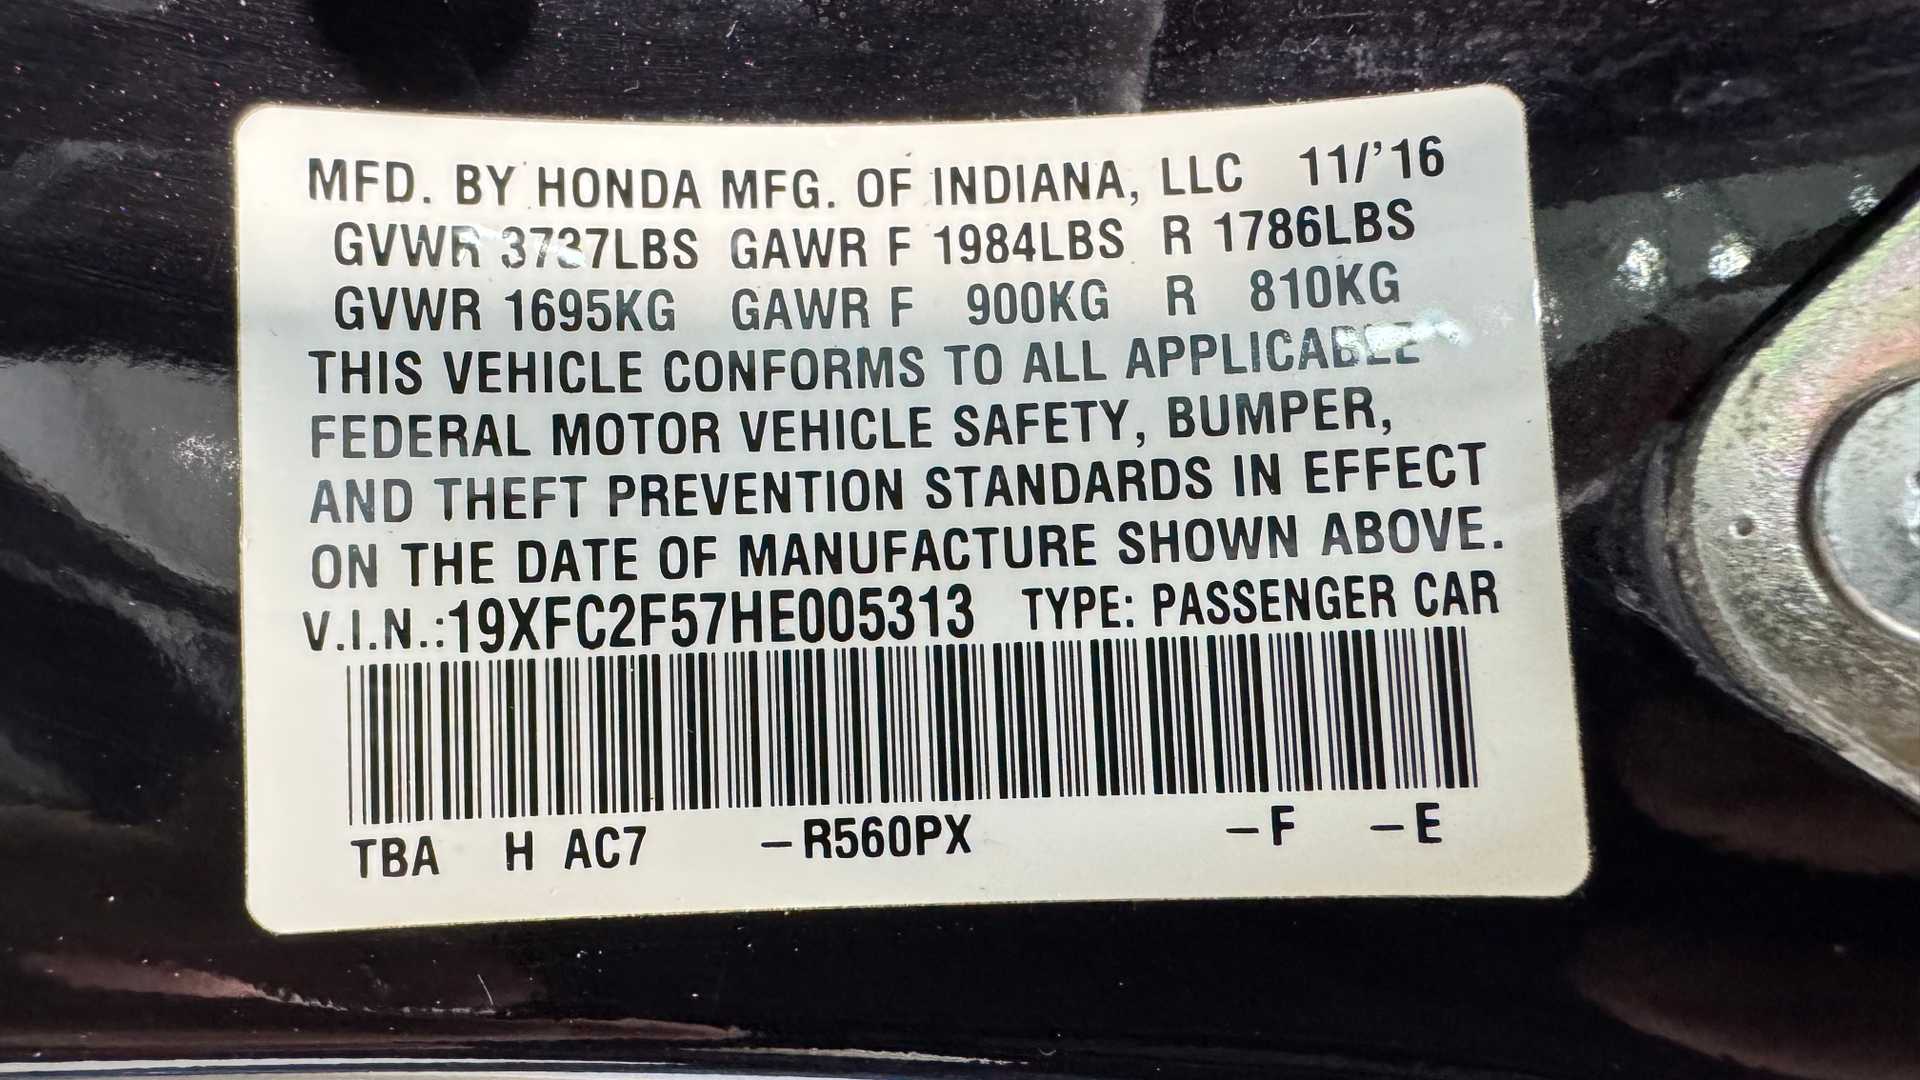 MFD. BY HONDA MFG. OF INDIANA, LLC 11/'16
GVWR 3737LBS GAWR F 1984LBS R 1786LBS
GVWR 1695KG GAWR F 900KG R 810KG
THIS VEHICLE CONFORMS TO ALL APPLICABLE
FEDERAL MOTOR VEHICLE SAFETY, BUMPER,
AND THEFT PREVENTION STANDARDS IN EFFECT
ON THE DATE OF MANUFACTURE SHOWN ABOVE.
V.I.N.:19XFC2F57HE005313 TYPE: PASSENGER CAR
TBA H AC7 –R560PX –F –E